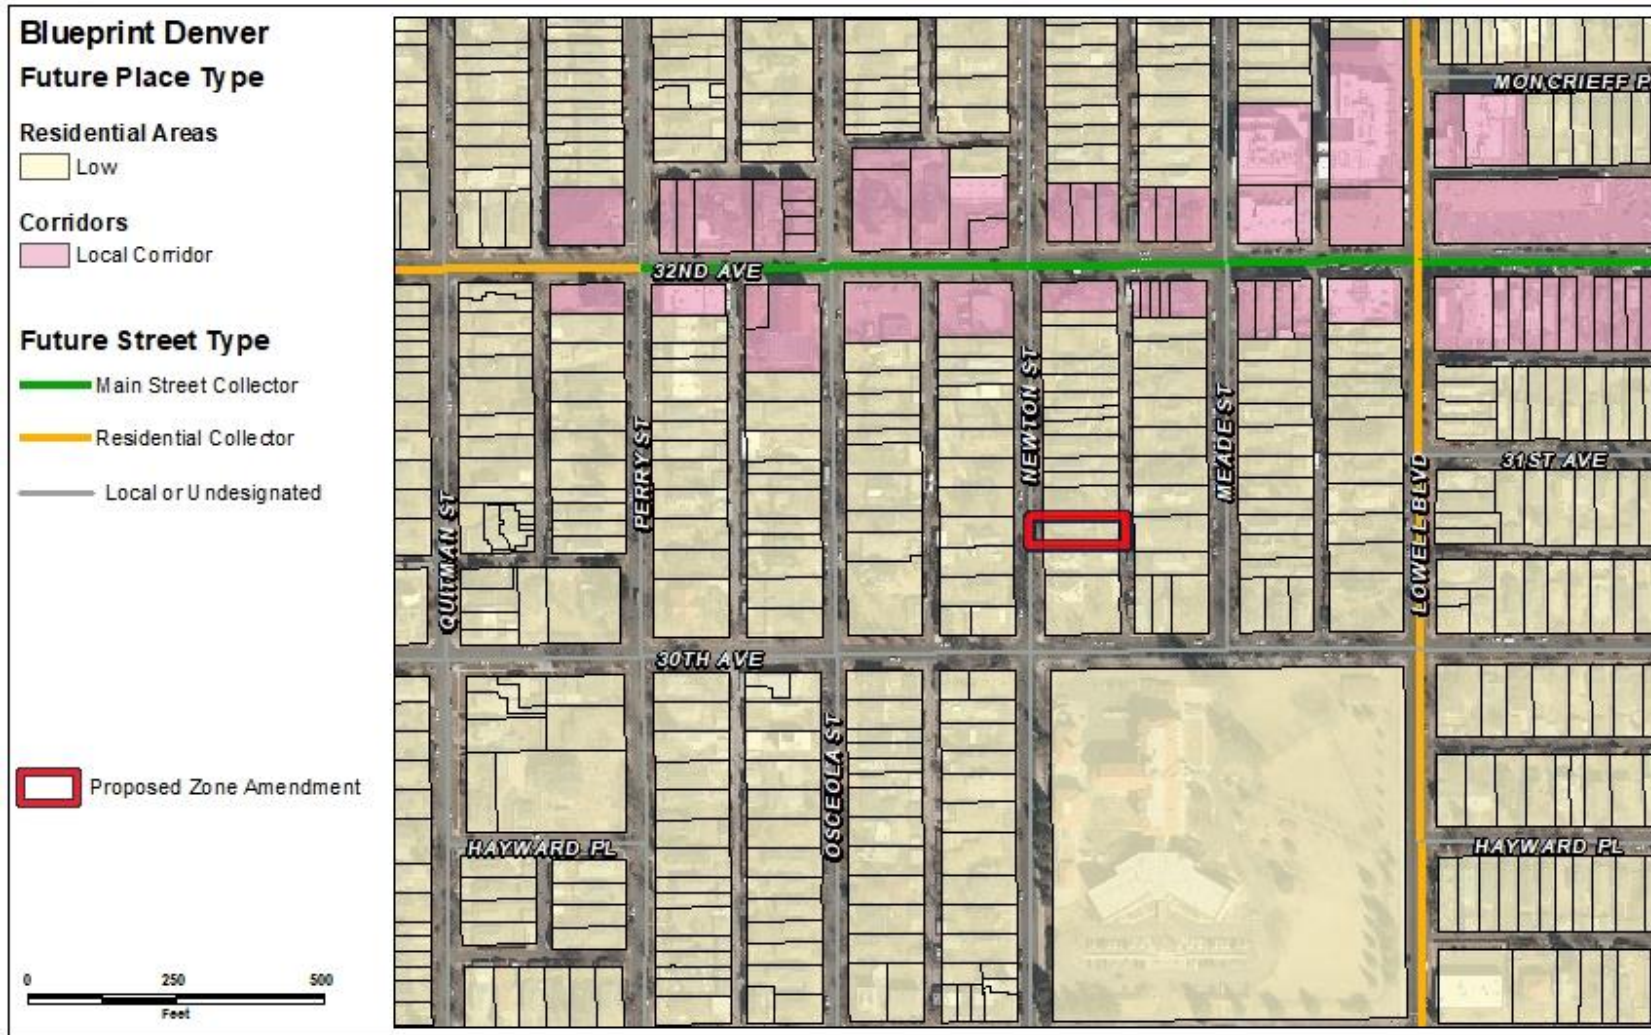 Blueprint Denver
Future Place Type
Residential Areas
Low
Corridors
Local Corridor
Future Street Type
Main Street Collector
Residential Collector
Local or Undesignated
Proposed Zone Amendment
0 250 500
Feet
MONCRIEFF P
32ND AVE
NEWTON ST
MEADE ST
PERRY ST
QUITMAN ST
LOWELL BLVD
31ST AVE
30TH AVE
OSCEOLA ST
HAYWARD PL
HAYWARD PL